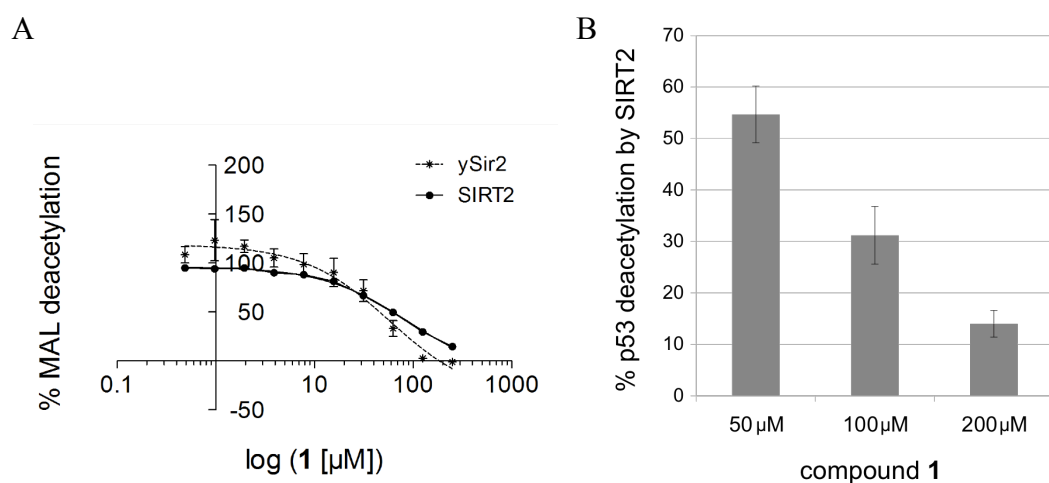 A
% MAL deacetylation
200
150
100
50
-50
0.1
10
100
1000
ySir2
SIRT2
log (1 [µM])
B
% p53 deacetylation by SIRT2
70
60
50
40
30
20
10
0
50 µM
100 µM
200 µM
compound 1